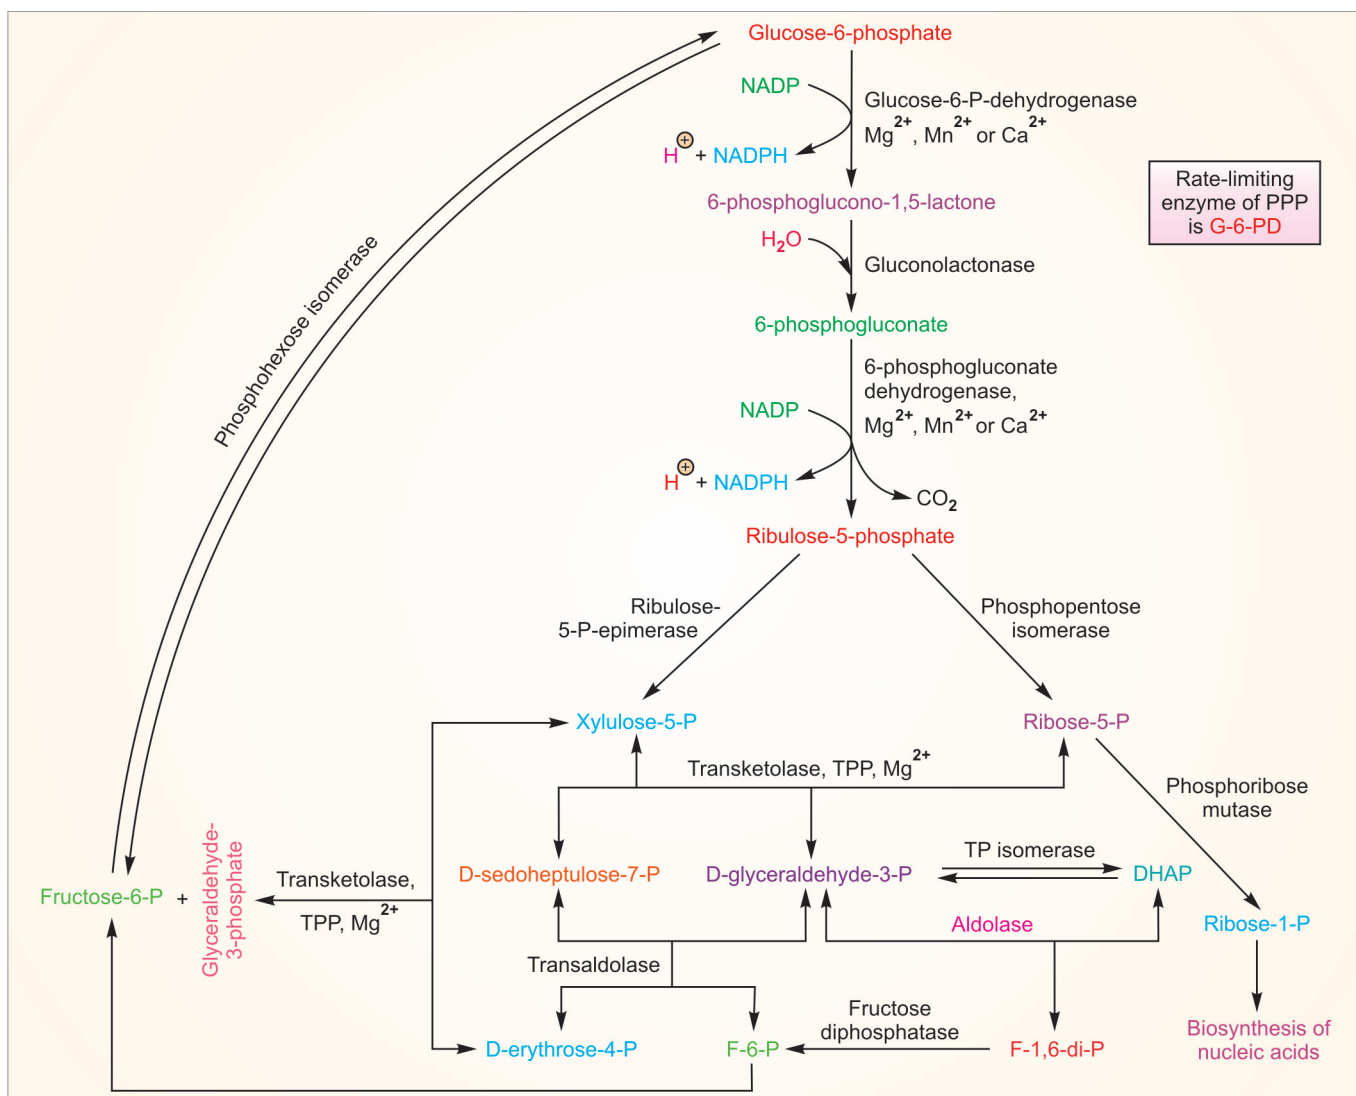 Glucose-6-phosphate
NADP
Glucose-6-P-dehydrogenase
Mg2+, Mn2+ or Ca2+
H⊕ + NADPH
6-phosphoglucono-1,5-lactone
Rate-limiting
enzyme of PPP
is G-6-PD
H2O
Gluconolactonase
6-phosphogluconate
6-phosphogluconate
dehydrogenase,
Mg2+, Mn2+ or Ca2+
NADP
H⊕ + NADPH
CO2
Ribulose-5-phosphate
Phosphohexose isomerase
Ribulose-
5-P-epimerase
Phosphopentose
isomerase
Xylulose-5-P
Ribose-5-P
Transketolase, TPP, Mg2+
Phosphoribose
mutase
Fructose-6-P +
Glyceraldehyde-
3-phosphate
Transketolase,
TPP, Mg2+
D-sedoheptulose-7-P
D-glyceraldehyde-3-P
TP isomerase
DHAP
Aldolase
Ribose-1-P
Transaldolase
Fructose
diphosphatase
D-erythrose-4-P
F-6-P
F-1,6-di-P
Biosynthesis of
nucleic acids